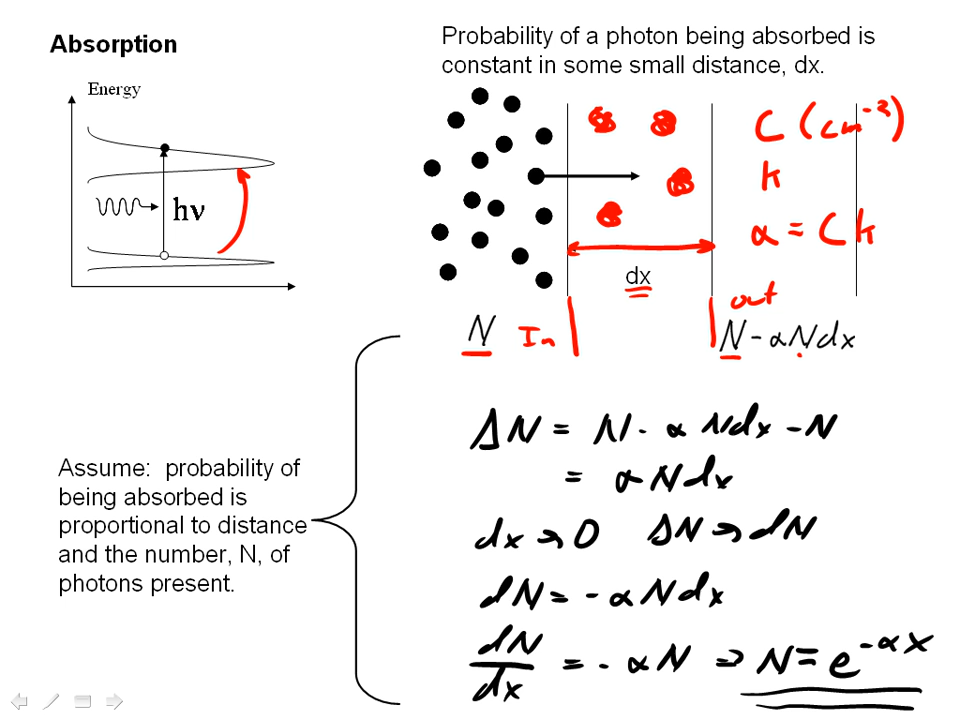 Absorption
Energy
hν
Probability of a photon being absorbed is
constant in some small distance, dx.
C (cm⁻³)
k
α = C k
dx
out
N In
N - αNdx
Assume: probability of
being absorbed is
proportional to distance
and the number, N, of
photons present.
ΔN = N - α Ndx - N
= αNdx
dx → 0 ΔN → dN
dN = -αNdx
dN/dx = -αN ⇒ N = e^{-αx}